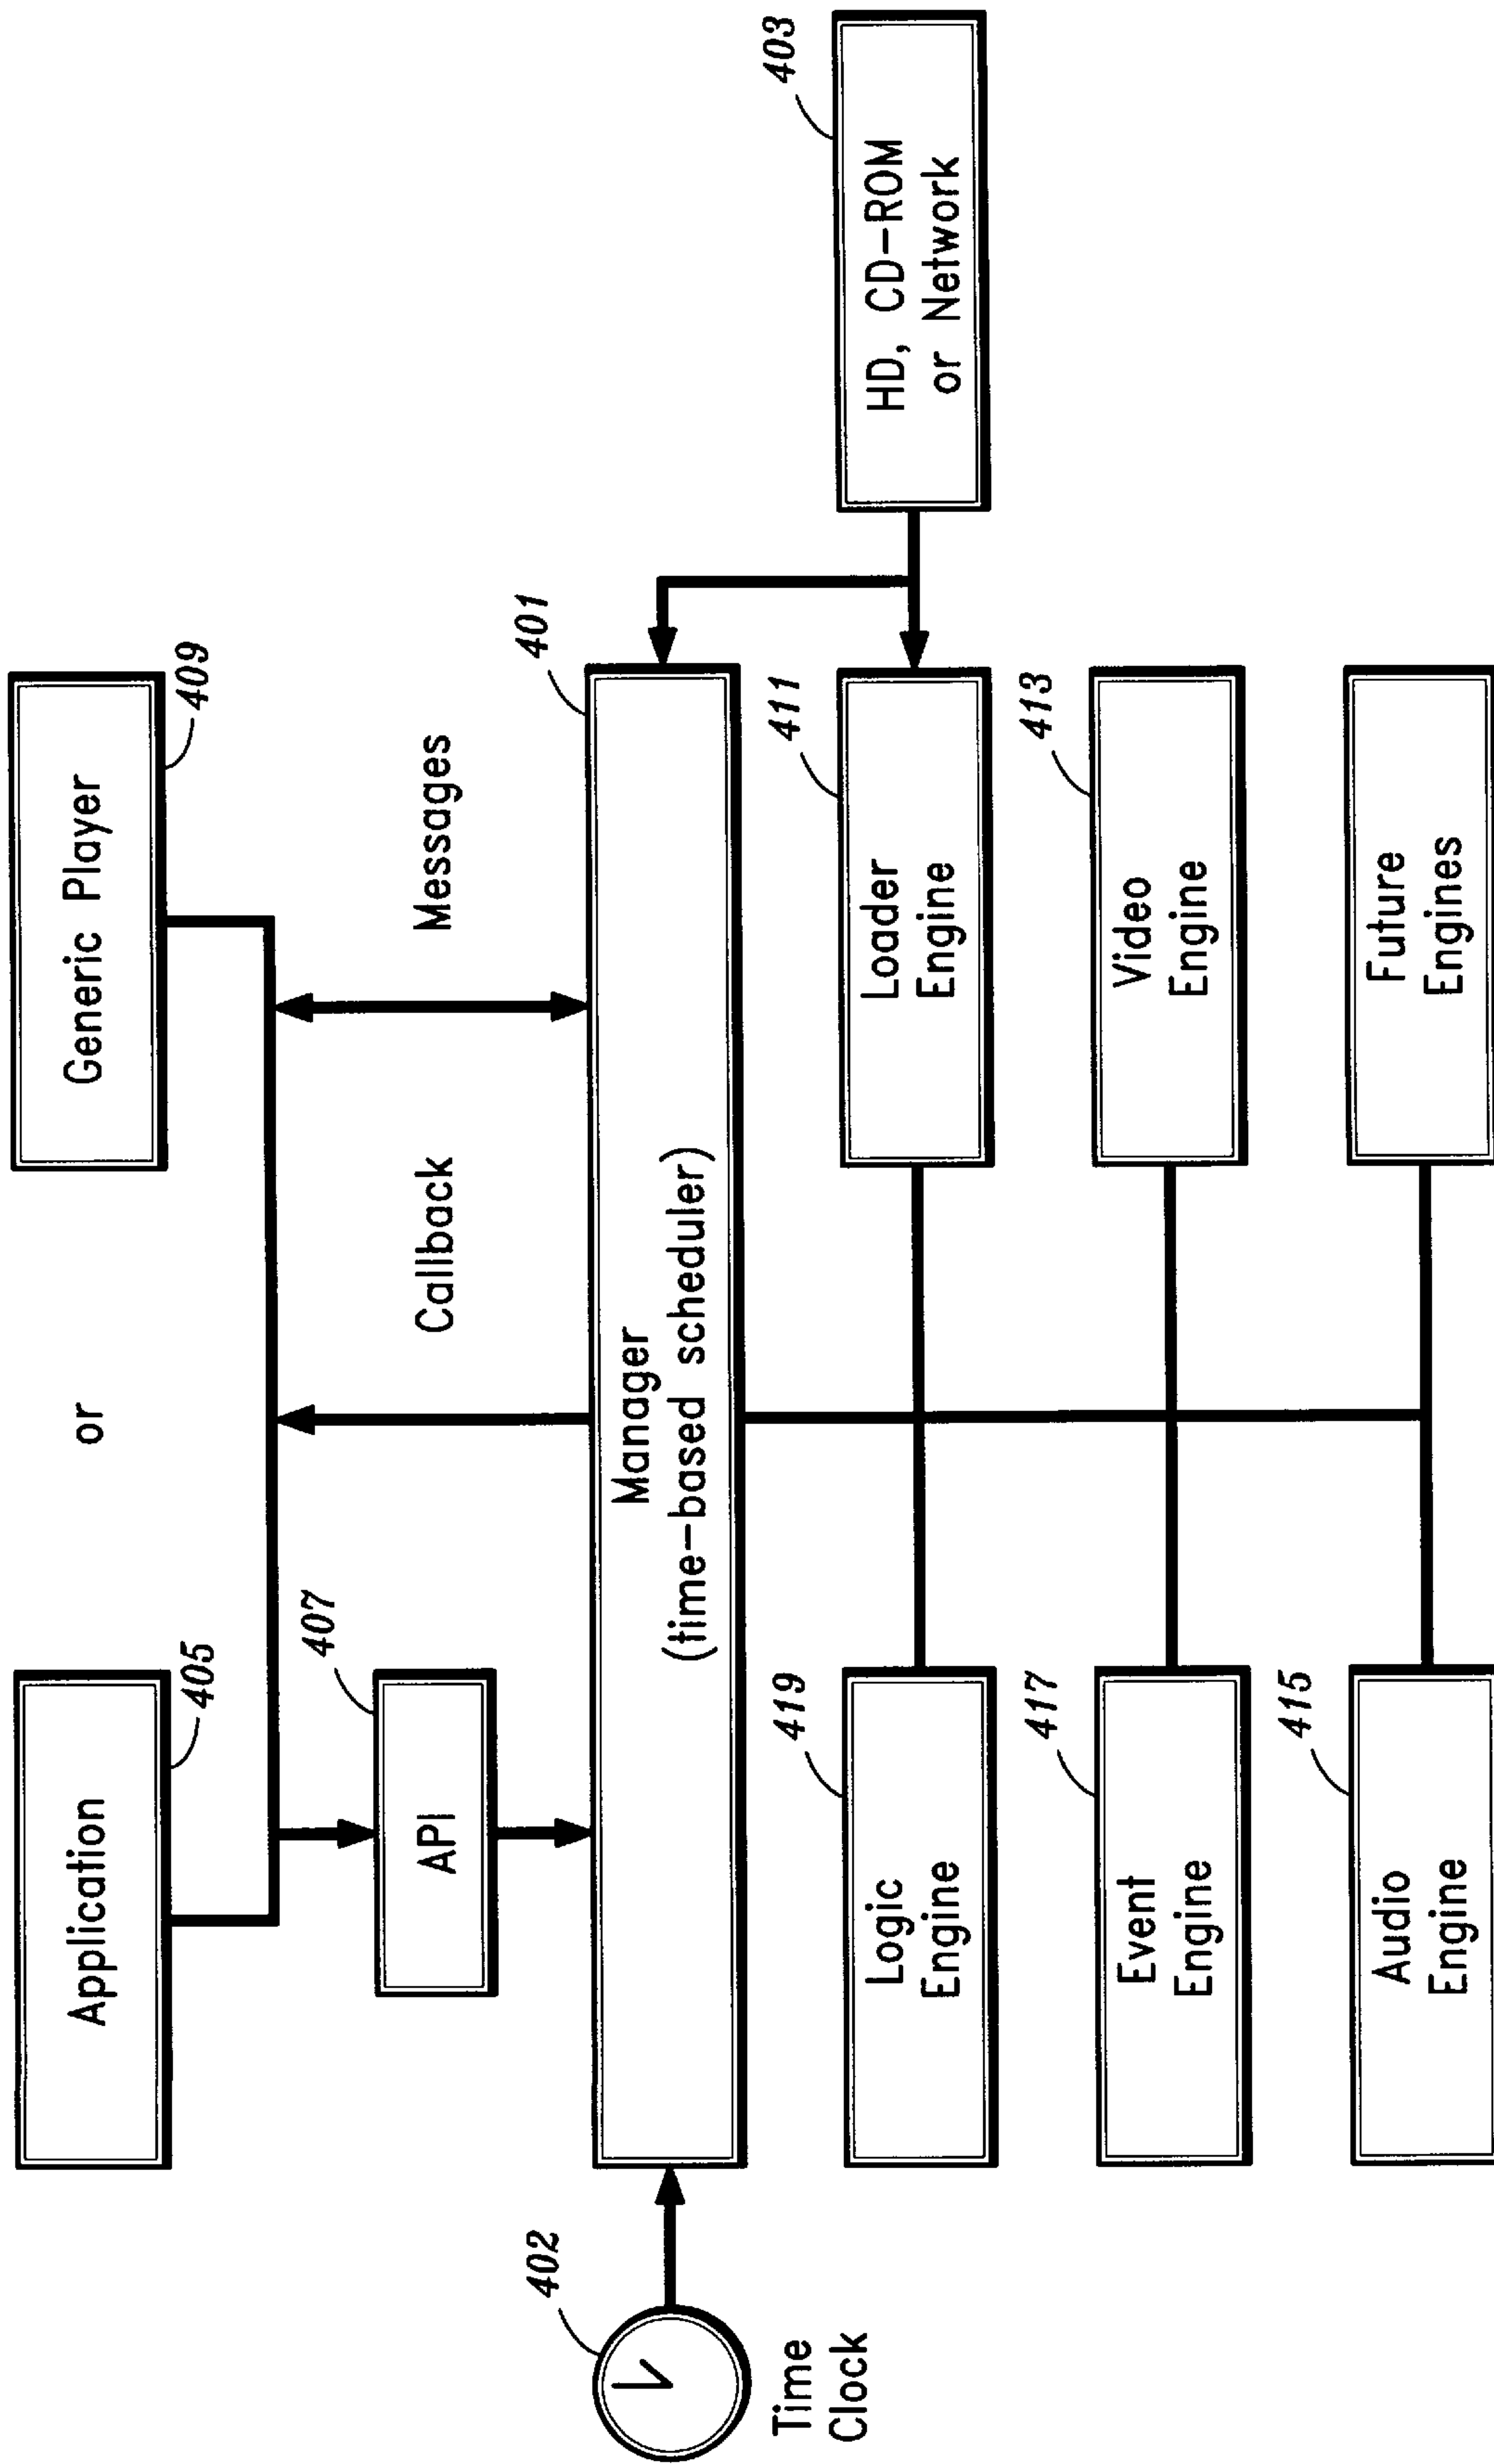 Application
or
Generic Player
405
409
407
API
Callback
Messages
402
401
Manager
(time-based scheduler)
Time
Clock
403
HD, CD-ROM
or Network
419
Logic
Engine
411
Loader
Engine
417
Event
Engine
413
Video
Engine
415
Audio
Engine
Future
Engines